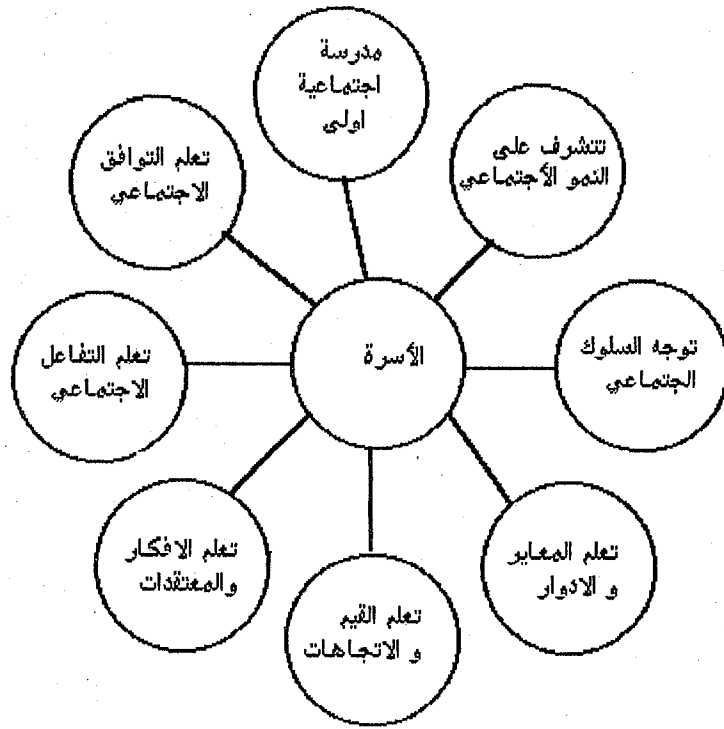 مدرسة
اجتماعية
اولى
تتشرف على
النمو الأجتماعي
تعلم التوافق
الاجتماعي
توجه السلوك
الجتماعي
الأسرة
تعلم التفاعل
الاجتماعي
تعلم المعاير
و الادوار
تعلم الافكار
والمعتقدات
تعلم القيم
و الاتجاهات